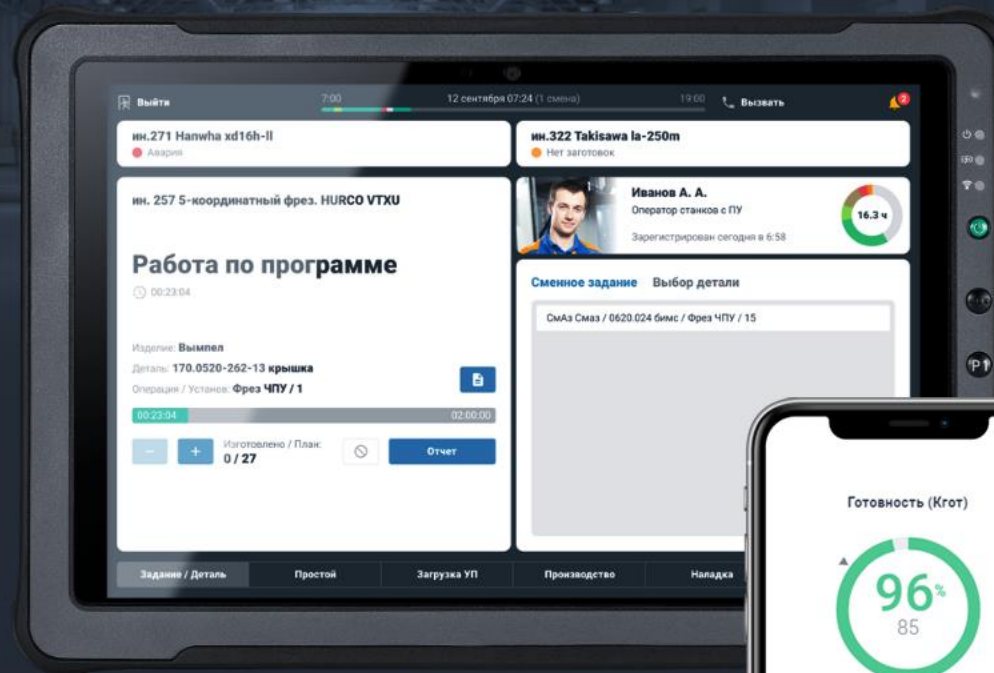 Выйти
7:00
12 сентября 07:24 (1 смена)
19:00
Вызвать
2
ин.271 Hanwha xd16h-II
Авария
ин.322 Takisawa la-250m
Нет заготовок
ин. 257 5-координатный фрез. HURCO VTXU
Работа по программе
00:23:04
Изделие: Вымпел
Деталь: 170.0520-262-13 крышка
Операция / Установ: Фрез ЧПУ / 1
00:23:04
02:00:00
Изготовлено / План:
0 / 27
Отчет
Иванов А. А.
Оператор станков с ПУ
Зарегистрирован сегодня в 6:58
16.3 ч
Сменное задание Выбор детали
СмАз Смаз / 0620.024 бимс / Фрез ЧПУ / 15
Задание / Деталь
Простой
Загрузка УП
Производство
Наладка
P1
Готовность (Кгот)
96%
85